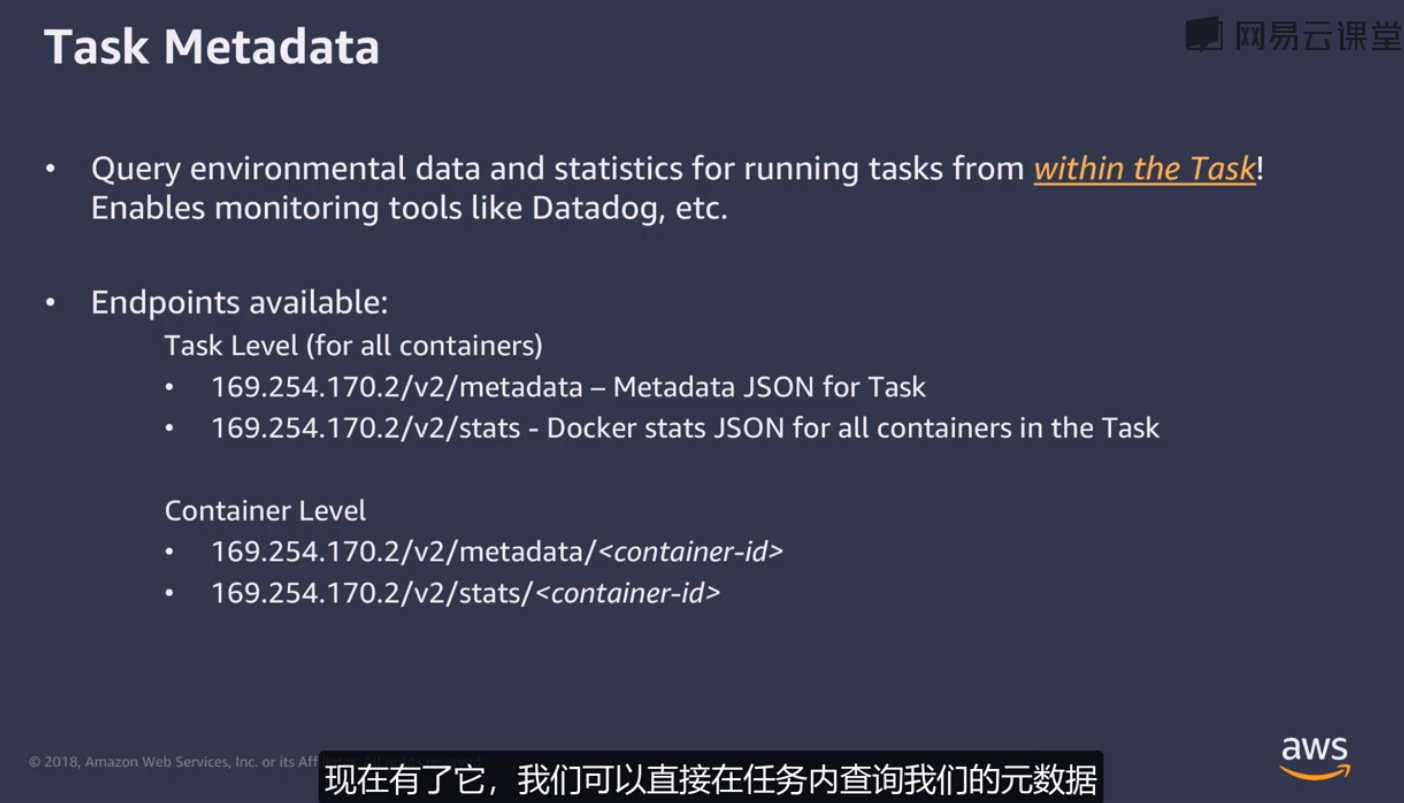 Task Metadata
网易云课堂
• Query environmental data and statistics for running tasks from within the Task!
Enables monitoring tools like Datadog, etc.
• Endpoints available:
Task Level (for all containers)
• 169.254.170.2/v2/metadata – Metadata JSON for Task
• 169.254.170.2/v2/stats - Docker stats JSON for all containers in the Task
Container Level
• 169.254.170.2/v2/metadata/<container-id>
• 169.254.170.2/v2/stats/<container-id>
aws
© 2018, Amazon Web Services, Inc. or its
现在有了它，我们可以直接在任务内查询我们的元数据